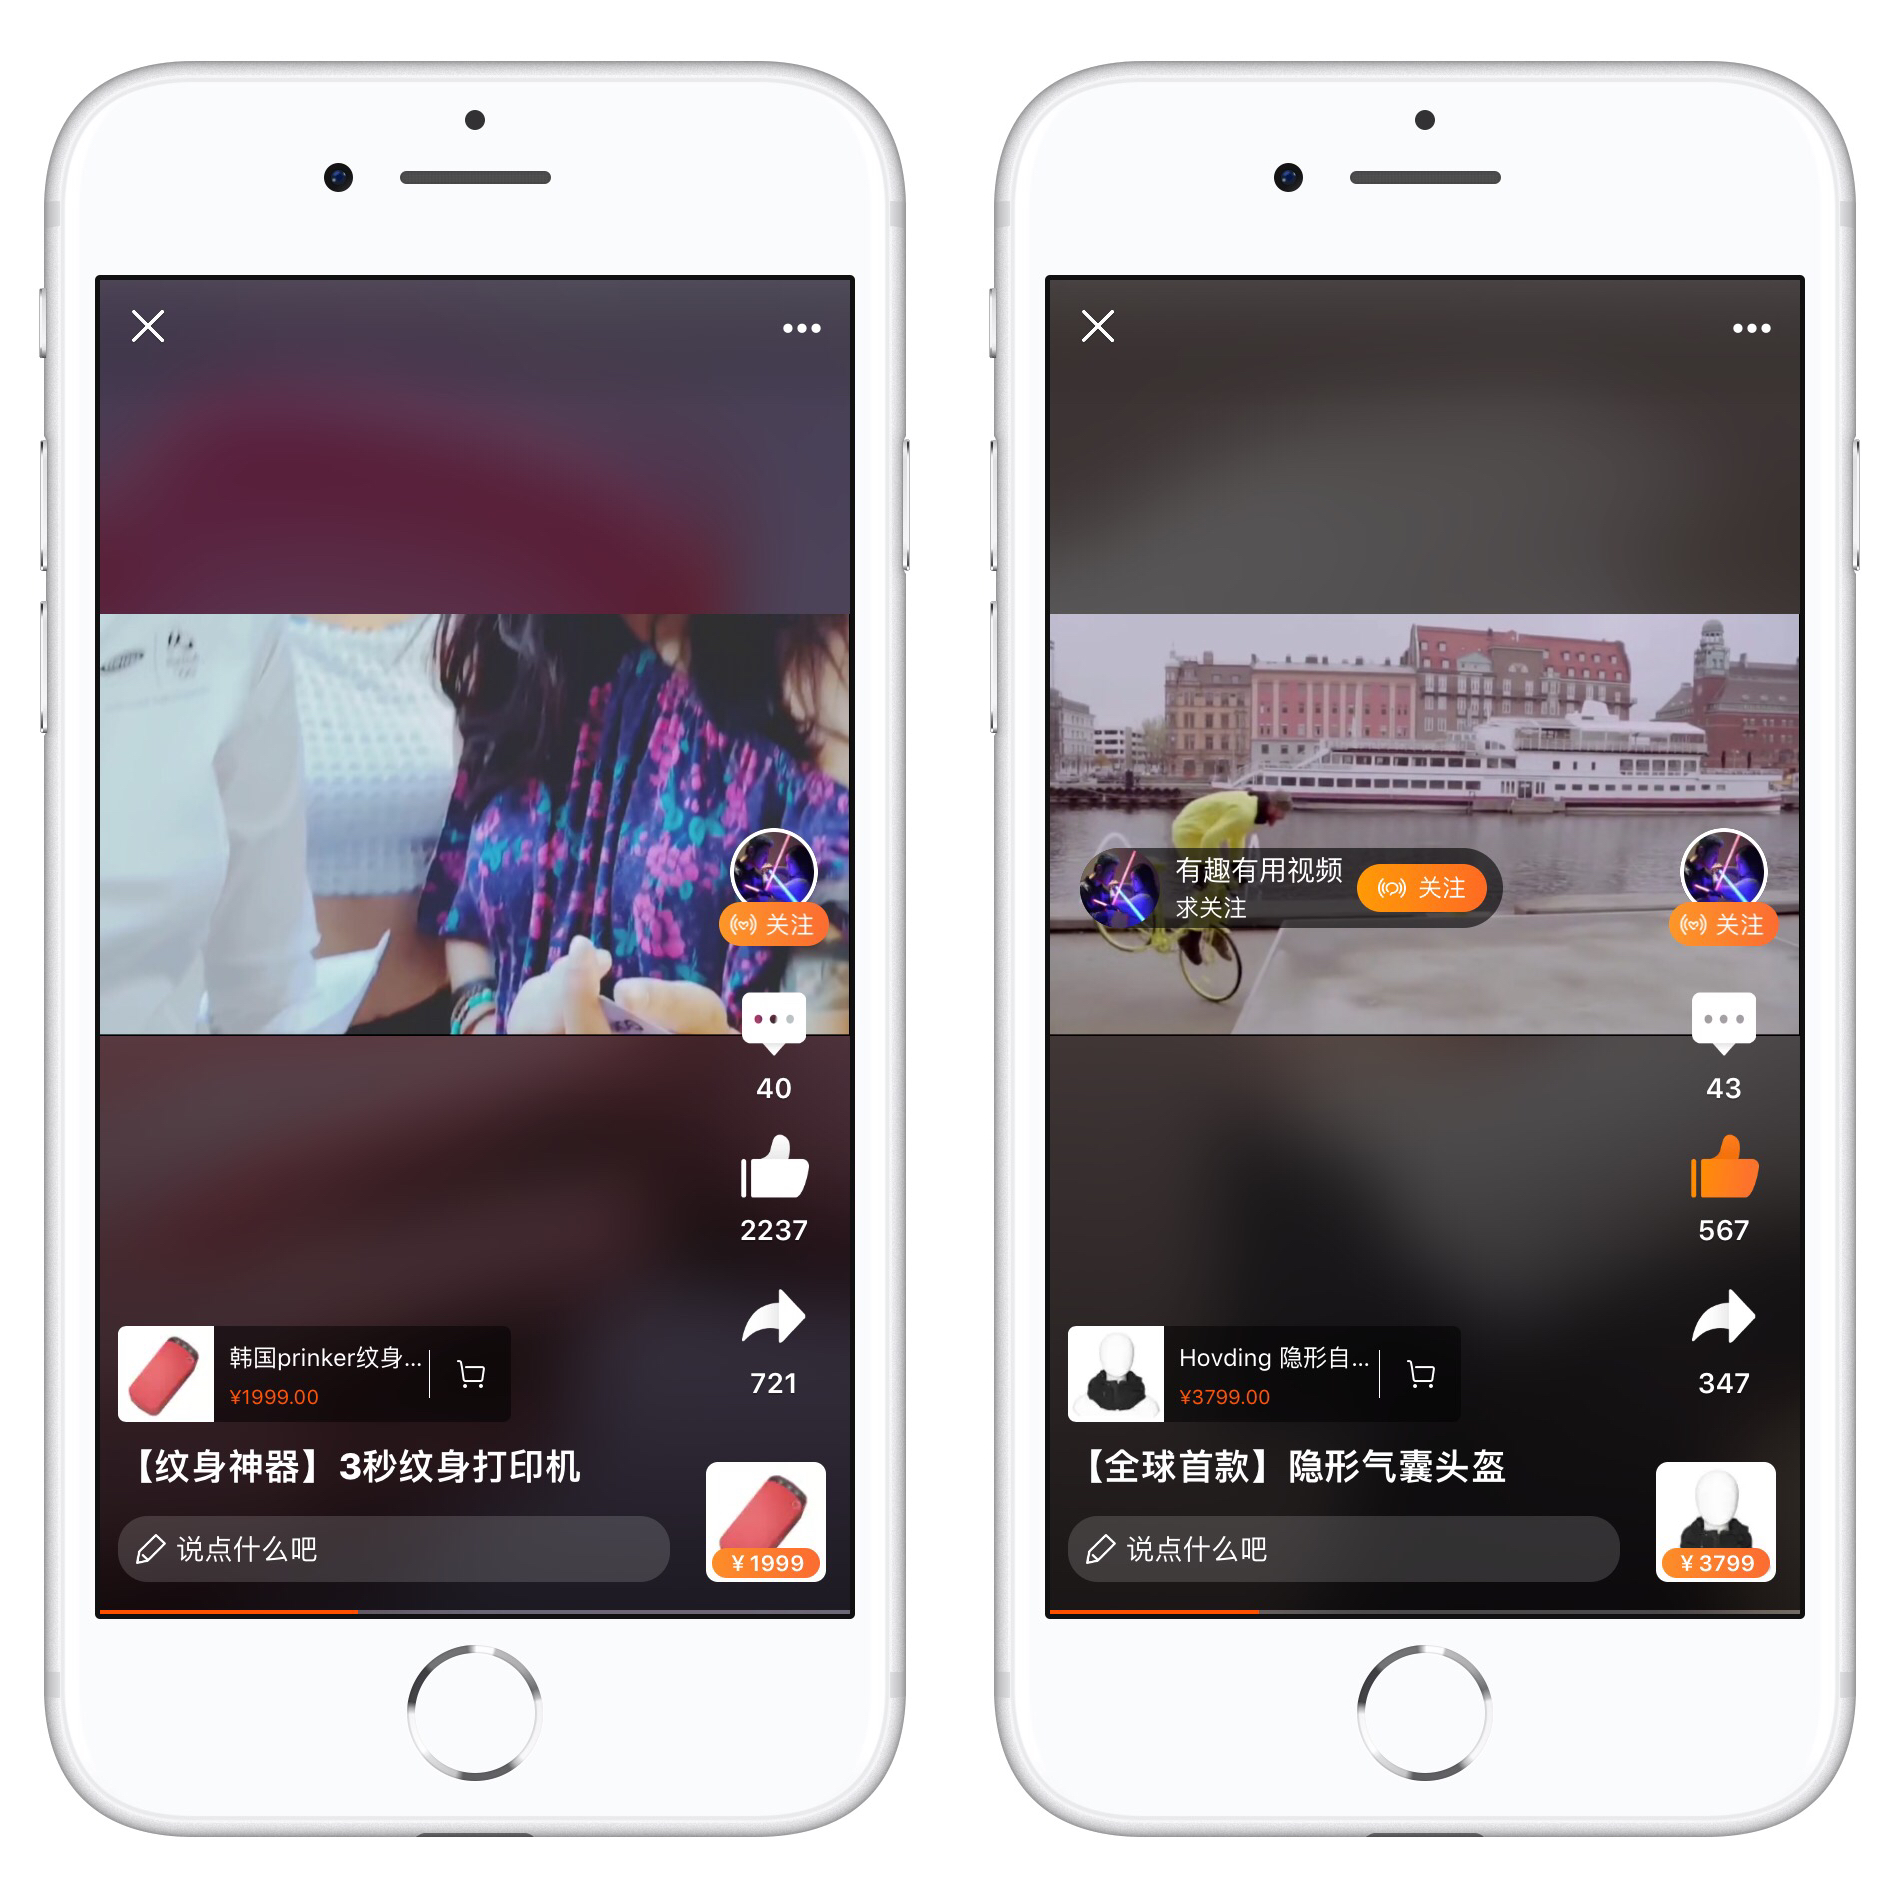 关注
40
2237
721
韩国prinker纹身...
¥1999.00
【纹身神器】3秒纹身打印机
说点什么吧
¥1999
有趣有用视频
求关注
关注
关注
43
567
347
Hovding 隐形自...
¥3799.00
【全球首款】隐形气囊头盔
说点什么吧
¥3799